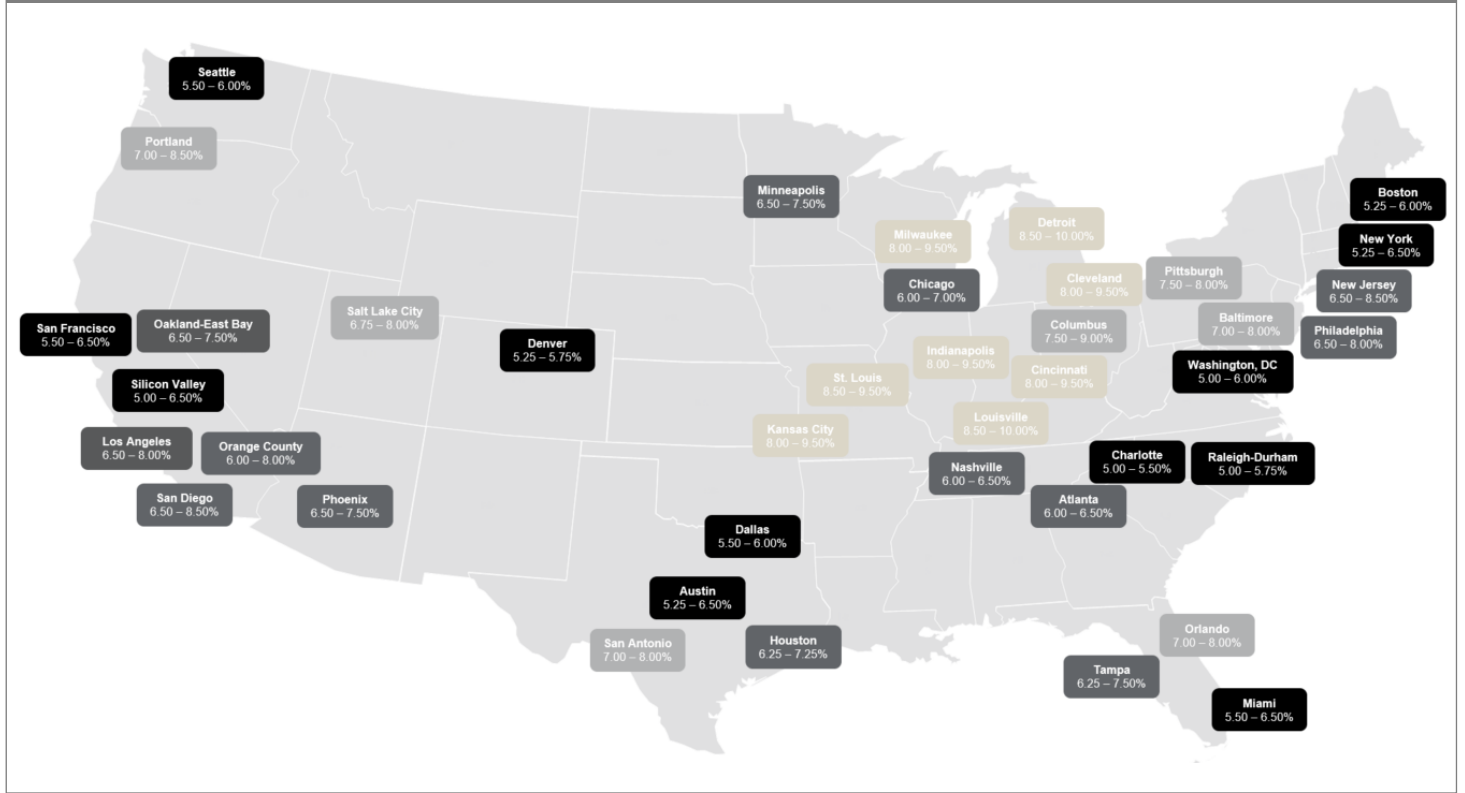 Seattle
5.50 – 6.00%
Portland
7.00 – 8.50%
Minneapolis
6.50 – 7.50%
Boston
5.25 – 6.00%
Detroit
8.50 – 10.00%
Milwaukee
8.00 – 9.50%
New York
5.25 – 6.50%
Chicago
6.00 – 7.00%
Cleveland
8.00 – 9.50%
Pittsburgh
7.50 – 8.00%
New Jersey
6.50 – 8.50%
Salt Lake City
6.75 – 8.00%
Baltimore
7.00 – 8.00%
San Francisco
5.50 – 6.50%
Oakland-East Bay
6.50 – 7.50%
Columbus
7.50 – 9.00%
Philadelphia
6.50 – 8.00%
Denver
5.25 – 5.75%
Indianapolis
8.00 – 9.50%
Washington, DC
5.00 – 6.00%
Silicon Valley
5.00 – 6.50%
St. Louis
8.50 – 9.50%
Cincinnati
8.00 – 9.50%
Louisville
8.50 – 10.00%
Kansas City
8.00 – 9.50%
Los Angeles
6.50 – 8.00%
Orange County
6.00 – 8.00%
Charlotte
5.00 – 5.50%
Raleigh-Durham
5.00 – 5.75%
Nashville
6.00 – 6.50%
San Diego
6.50 – 8.50%
Phoenix
6.50 – 7.50%
Atlanta
6.00 – 6.50%
Dallas
5.50 – 6.00%
Austin
5.25 – 6.50%
San Antonio
7.00 – 8.00%
Houston
6.25 – 7.25%
Orlando
7.00 – 8.00%
Tampa
6.25 – 7.50%
Miami
5.50 – 6.50%